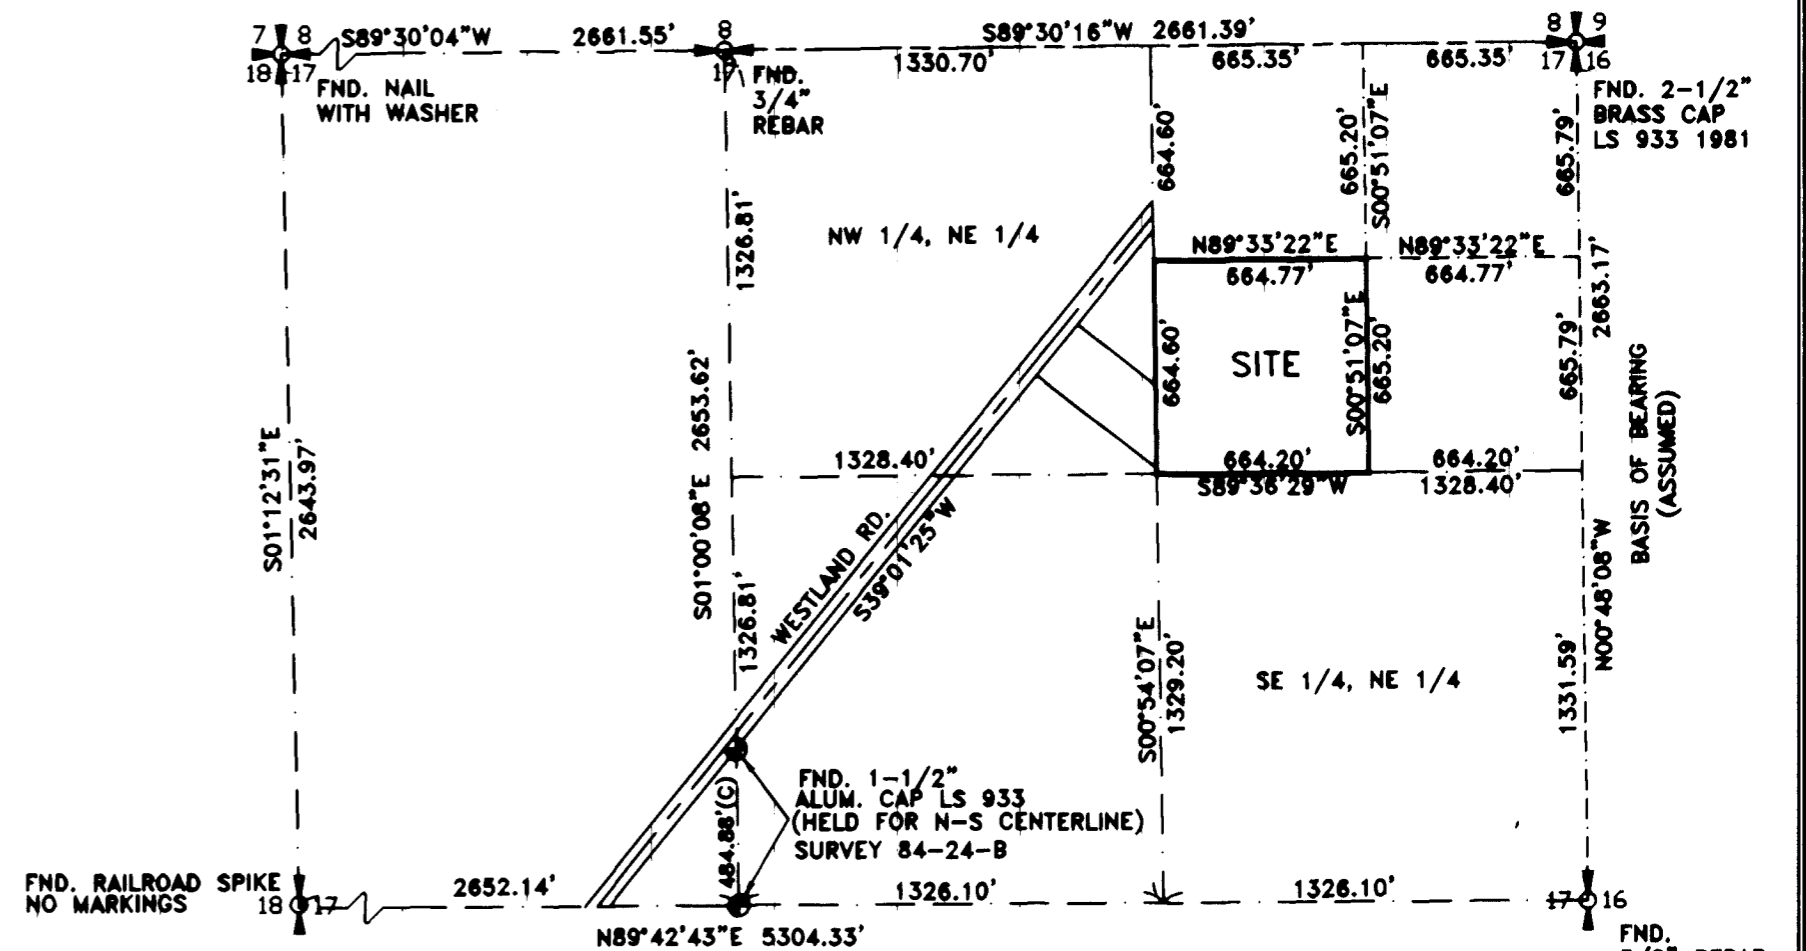 7 8
18 17
S89°30'04"W 2661.55'
8
17
S89°30'16"W 2661.39'
1330.70'
665.35'
665.35'
8 9
17 16
FND. NAIL
WITH WASHER
FND.
3/4"
REBAR
FND. 2-1/2"
BRASS CAP
LS 933 1981
664.60'
665.20'
S00°51'07"E
665.79'
1326.81'
NW 1/4, NE 1/4
N89°33'22"E
664.77'
N89°33'22"E
664.77'
2663.17'
S01°12'31"E
2643.97'
S01°00'08"E 2653.62'
664.60'
SITE
S00°51'07"E
665.20'
665.79'
BASIS OF BEARING
(ASSUMED)
1328.40'
664.20'
S89°36'29"W
664.20'
1328.40'
WESTLAND RD.
S39°01'25"W
1326.81'
S00°54'07"E
1329.20'
SE 1/4, NE 1/4
1331.59'
N00°48'08"W
484.88'(C)
FND. 1-1/2"
ALUM. CAP LS 933
(HELD FOR N-S CENTERLINE)
SURVEY 84-24-B
FND. RAILROAD SPIKE
NO MARKINGS
18 17
2652.14'
1326.10'
1326.10'
17 16
N89°42'43"E 5304.33'
FND.